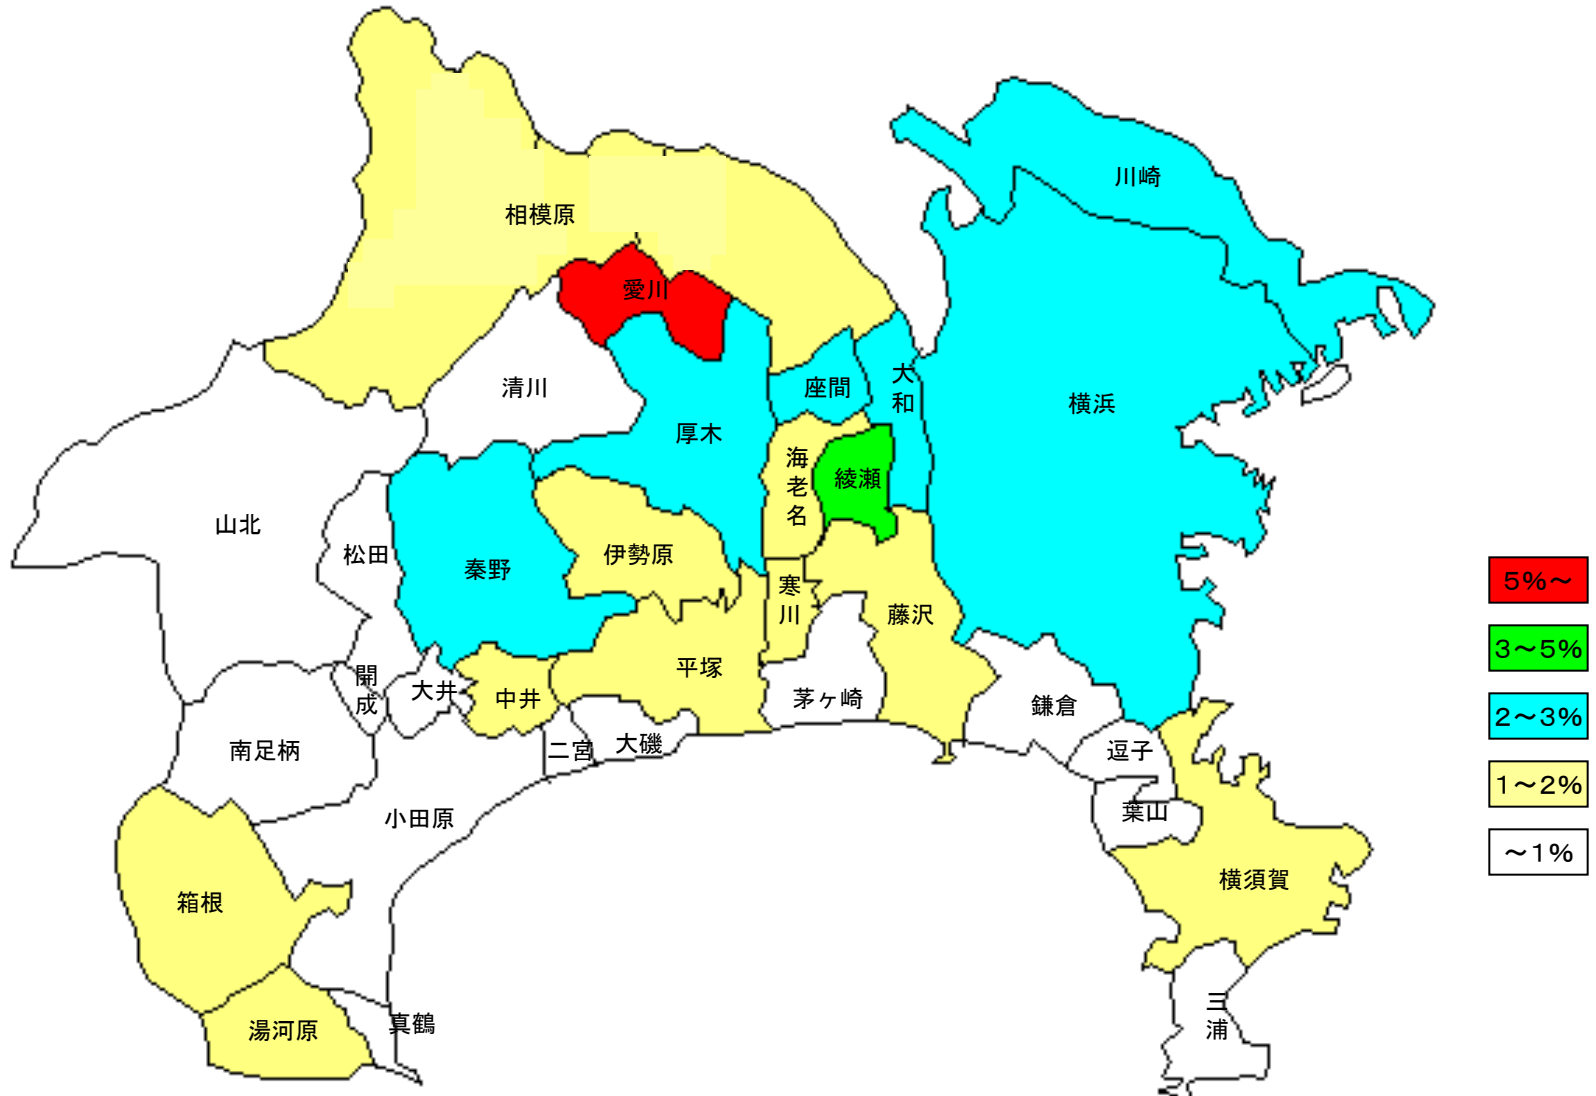 川崎
相模原
愛川
清川
座間
大和
横浜
厚木
海老名
綾瀬
山北
松田
秦野
伊勢原
寒川
藤沢
開成
大井
中井
平塚
茅ヶ崎
鎌倉
南足柄
二宮
大磯
逗子
小田原
葉山
箱根
横須賀
湯河原
真鶴
三浦
5%～
3～5%
2～3%
1～2%
～1%